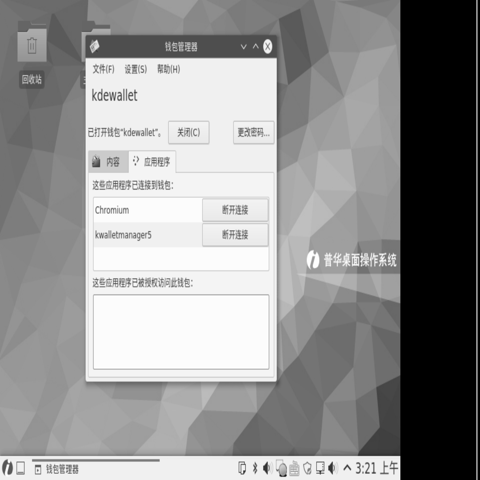 回收站
钱包管理器
文件(F) 设置(S) 帮助(H)
kdewallet
已打开钱包“kdewallet”。 关闭(C) 更改密码...
内容 应用程序
这些应用程序已连接到钱包：
Chromium 断开连接
kwalletmanager5 断开连接
这些应用程序已被授权访问此钱包：
普华桌面操作系统
钱包管理器 3:21 上午